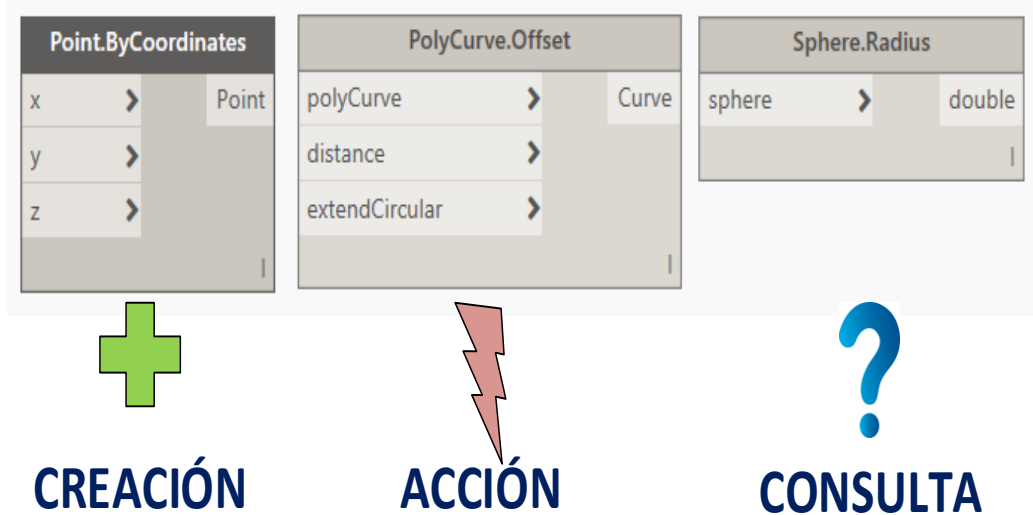 Point.ByCoordinates
x > Point
y >
z >
l
PolyCurve.Offset
polyCurve > Curve
distance >
extendCircular >
l
Sphere.Radius
sphere > double
l
?
CREACIÓN
ACCIÓN
CONSULTA